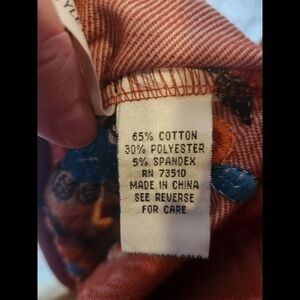 65% COTTON
30% POLYESTER
5% SPANDEX
RN 73510
MADE IN CHINA
SEE REVERSE
FOR CARE